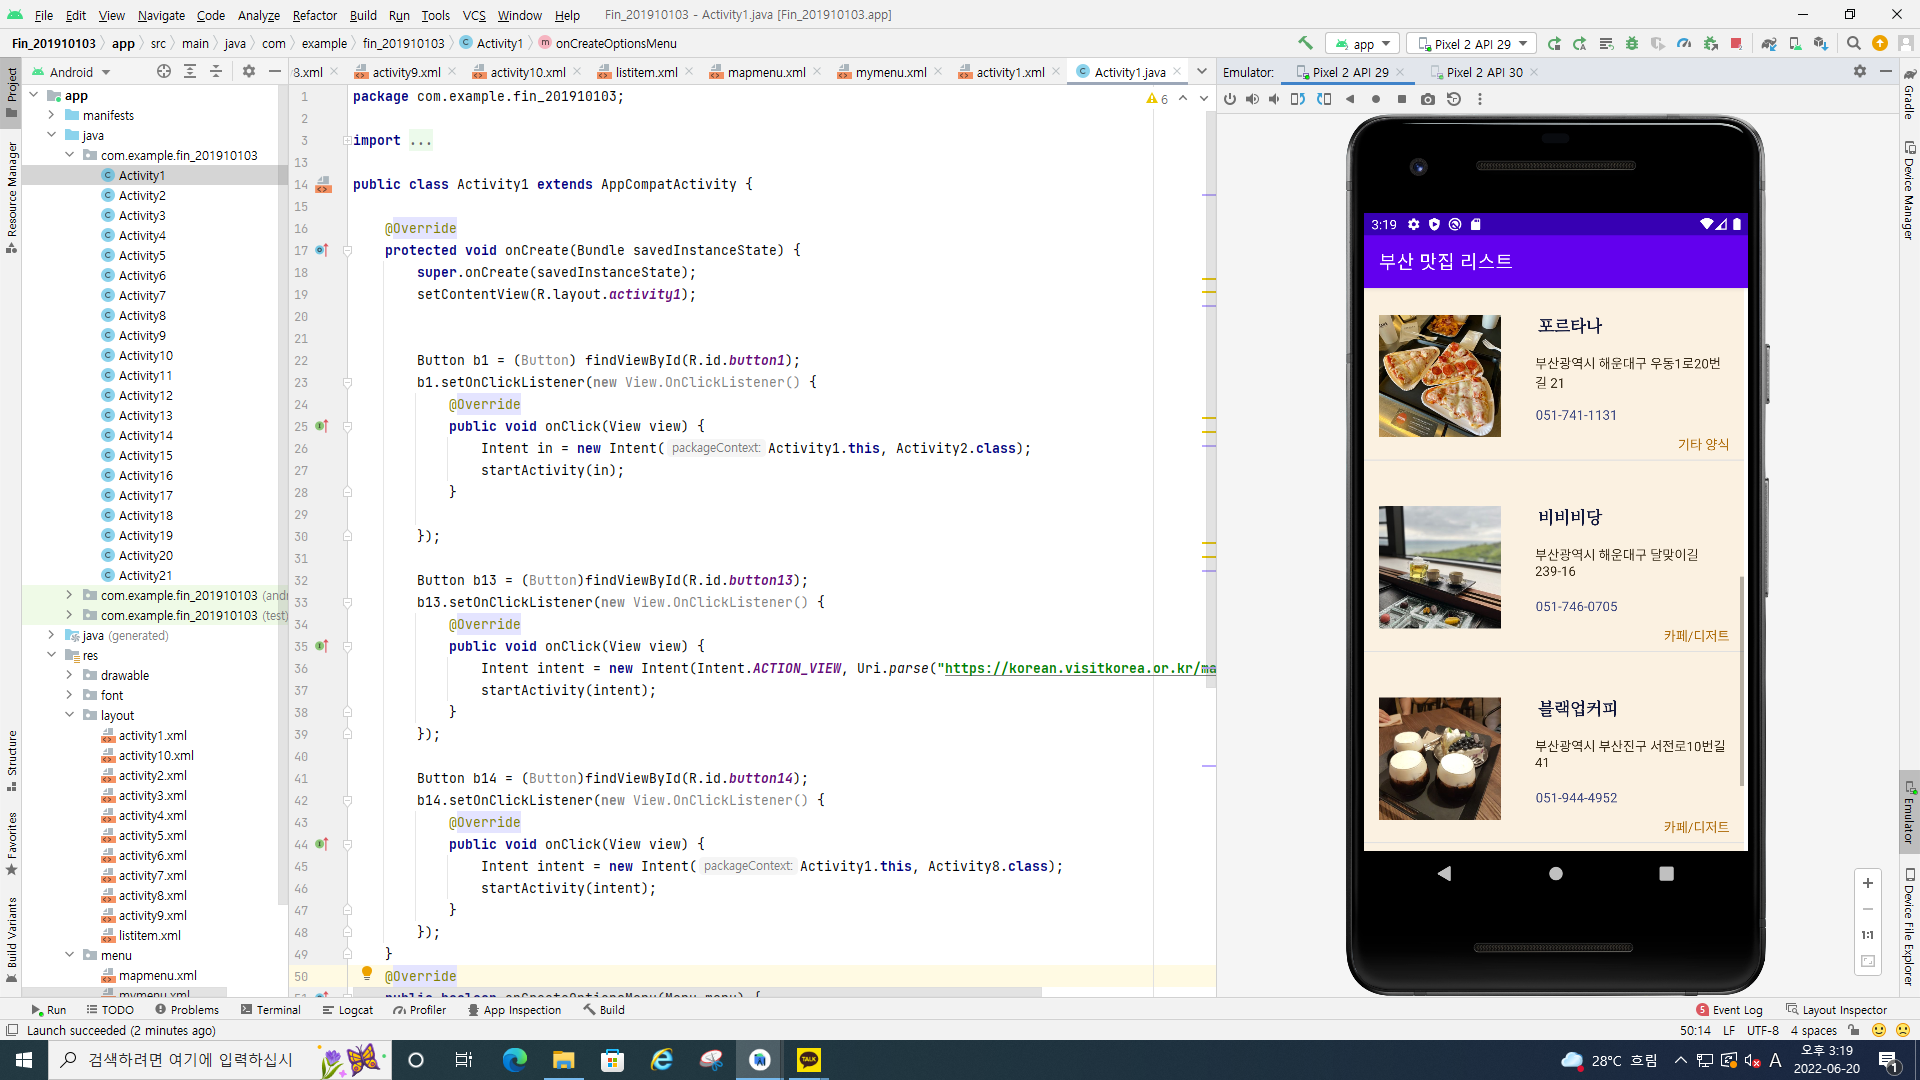 File Edit View Navigate Code Analyze Refactor Build Run Tools VCS Window Help Fin_201910103 - Activity1.java [Fin_201910103.app]
Fin_201910103 app src main java com example fin_201910103 Activity1 onCreateOptionsMenu
app Pixel 2 API 29
Android
8.xml activity9.xml activity10.xml listitem.xml mapmenu.xml mymenu.xml activity1.xml Activity1.java
Emulator: Pixel 2 API 29 Pixel 2 API 30
Project
Resource Manager
Structure
Favorites
Build Variants
app
manifests
java
com.example.fin_201910103
Activity1
Activity2
Activity3
Activity4
Activity5
Activity6
Activity7
Activity8
Activity9
Activity10
Activity11
Activity12
Activity13
Activity14
Activity15
Activity16
Activity17
Activity18
Activity19
Activity20
Activity21
com.example.fin_201910103 (andr
com.example.fin_201910103 (test)
java (generated)
res
drawable
font
layout
activity1.xml
activity10.xml
activity2.xml
activity3.xml
activity4.xml
activity5.xml
activity6.xml
activity7.xml
activity8.xml
activity9.xml
listitem.xml
menu
mapmenu.xml
mymenu.xml
6
1 package com.example.fin_201910103;
2
3 import ...
13
14 public class Activity1 extends AppCompatActivity {
15
16 @Override
17 protected void onCreate(Bundle savedInstanceState) {
18 super.onCreate(savedInstanceState);
19 setContentView(R.layout.activity1);
20
21
22 Button b1 = (Button) findViewById(R.id.button1);
23 b1.setOnClickListener(new View.OnClickListener() {
24 @Override
25 public void onClick(View view) {
26 Intent in = new Intent( packageContext: Activity1.this, Activity2.class);
27 startActivity(in);
28 }
29
30 });
31
32 Button b13 = (Button)findViewById(R.id.button13);
33 b13.setOnClickListener(new View.OnClickListener() {
34 @Override
35 public void onClick(View view) {
36 Intent intent = new Intent(Intent.ACTION_VIEW, Uri.parse("https://korean.visitkorea.or.kr/ma
37 startActivity(intent);
38 }
39 });
40
41 Button b14 = (Button)findViewById(R.id.button14);
42 b14.setOnClickListener(new View.OnClickListener() {
43 @Override
44 public void onClick(View view) {
45 Intent intent = new Intent( packageContext: Activity1.this, Activity8.class);
46 startActivity(intent);
47 }
48 });
49 }
50 @Override
51 public boolean onCreateOptionsMenu(Menu menu) {
3:19
부산 맛집 리스트
포르타나
부산광역시 해운대구 우동1로20번
길 21
051-741-1131
기타 양식
비비비당
부산광역시 해운대구 달맞이길
239-16
051-746-0705
카페/디저트
블랙업커피
부산광역시 부산진구 서전로10번길
41
051-944-4952
카페/디저트
1:1
Gradle
Device Manager
Emulator
Device File Explorer
Run TODO Problems Terminal Logcat Profiler App Inspection Build
5 Event Log Layout Inspector
Launch succeeded (2 minutes ago)
50:14 LF UTF-8 4 spaces
검색하려면 여기에 입력하십시
TALK
28°C 흐림
A
오후 3:19
2022-06-20
1